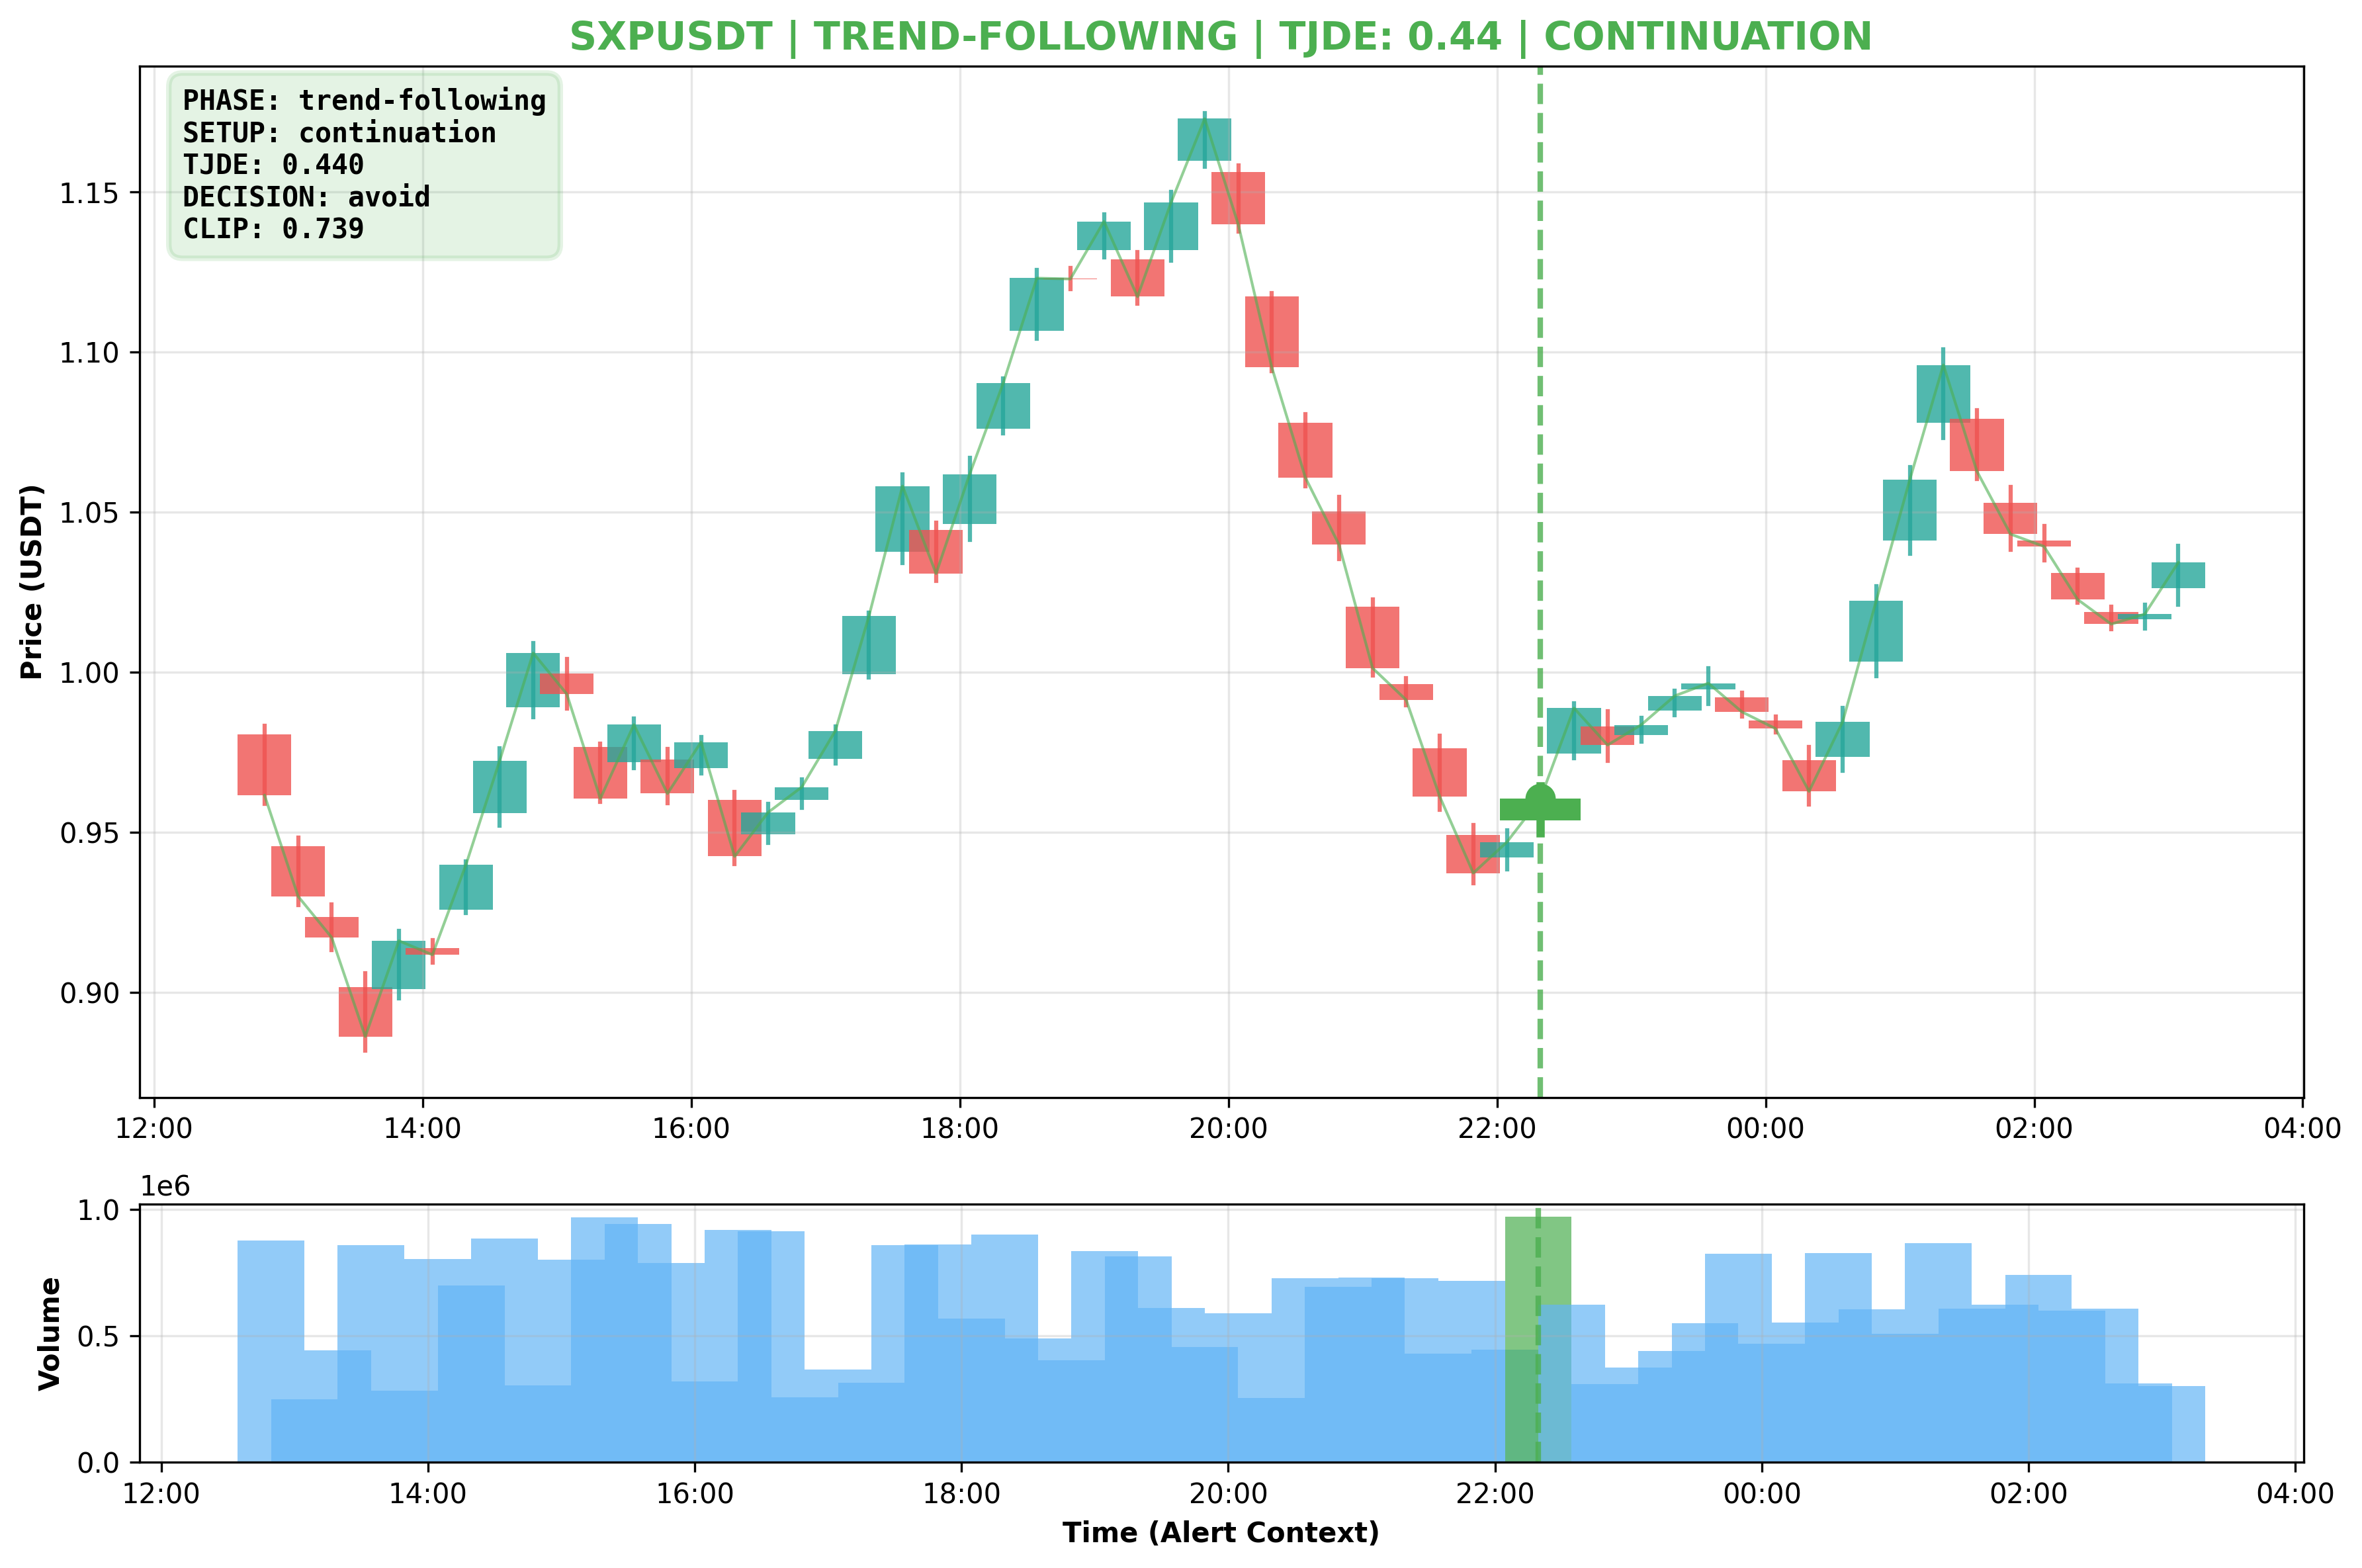 SXPUSDT | TREND-FOLLOWING | TJDE: 0.44 | CONTINUATION
PHASE: trend-following
SETUP: continuation
TJDE: 0.440
DECISION: avoid
CLIP: 0.739
Price (USDT)
1.15
1.10
1.05
1.00
0.95
0.90
12:00 14:00 16:00 18:00 20:00 22:00 00:00 02:00 04:00
1e6
Volume
1.0
0.5
0.0
12:00 14:00 16:00 18:00 20:00 22:00 00:00 02:00 04:00
Time (Alert Context)